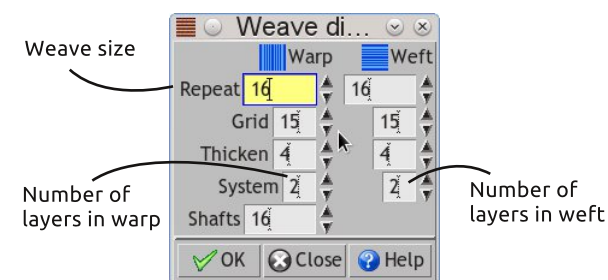 Weave di...
Weave size
Warp Weft
Repeat 16 16
Grid 15 15
Thicken 4 4
System 2 2
Number of
layers in warp
Number of
layers in weft
Shafts 16
OK Close Help